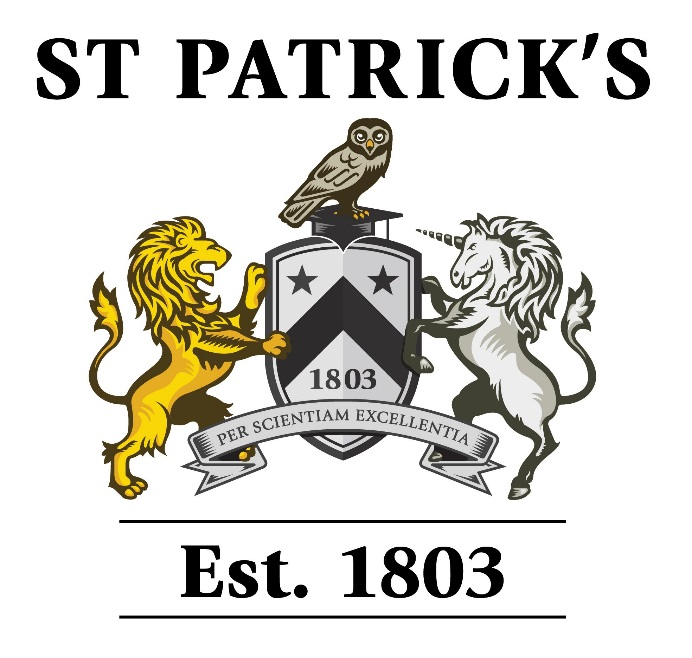 ST PATRICK'S
1803
PER SCIENTIAM EXCELLENTIA
Est. 1803